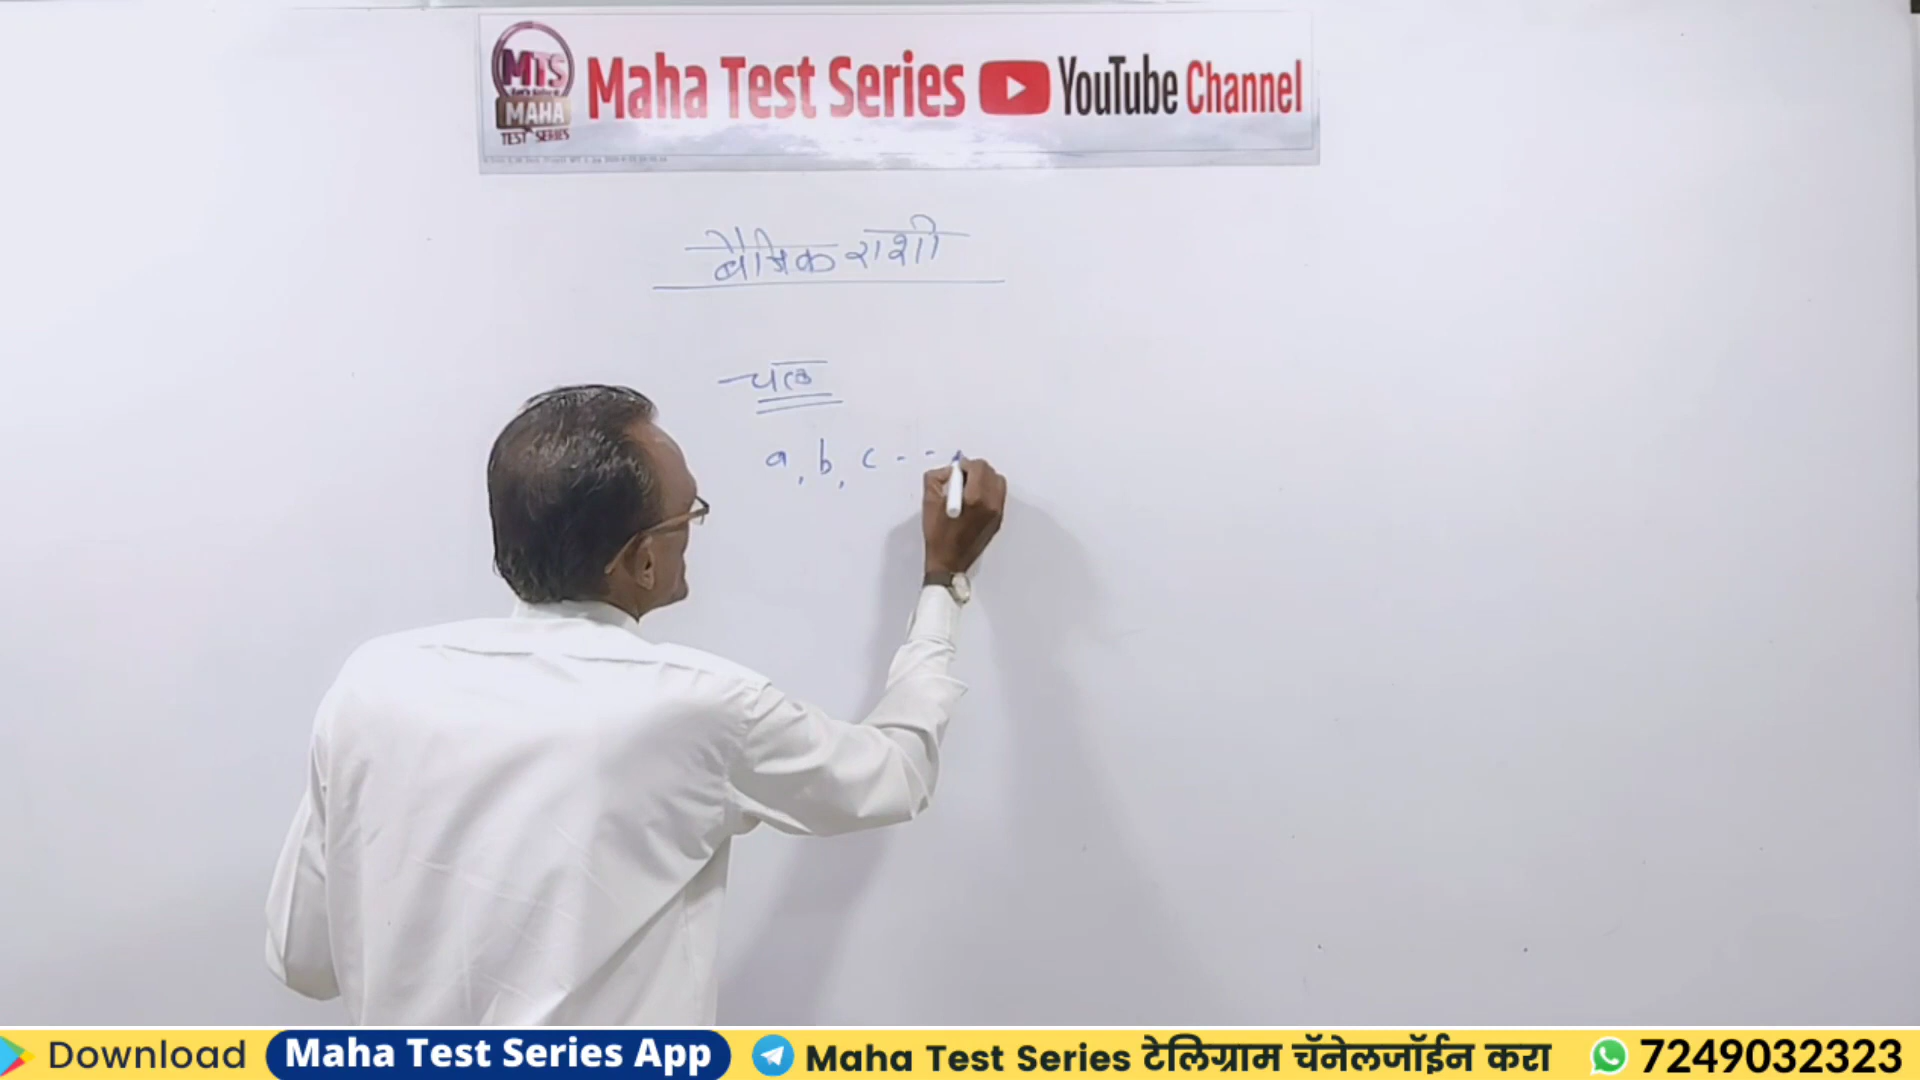 MTS
MAHA
TEST SERIES
Maha Test Series YouTube Channel
बैजिक राशी
चल
a, b, c - - -
Download Maha Test Series App Maha Test Series टेलिग्राम चॅनेलजॉईन करा 7249032323